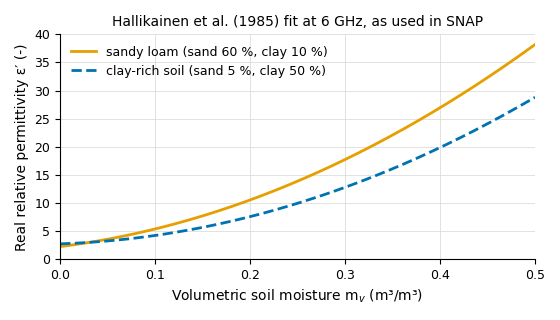 Hallikainen et al. (1985) fit at 6 GHz, as used in SNAP
Real relative permittivity ε′ (-)
40
35
30
25
20
15
10
5
0
sandy loam (sand 60 %, clay 10 %)
clay-rich soil (sand 5 %, clay 50 %)
0.0 0.1 0.2 0.3 0.4 0.5
Volumetric soil moisture mᵥ (m³/m³)